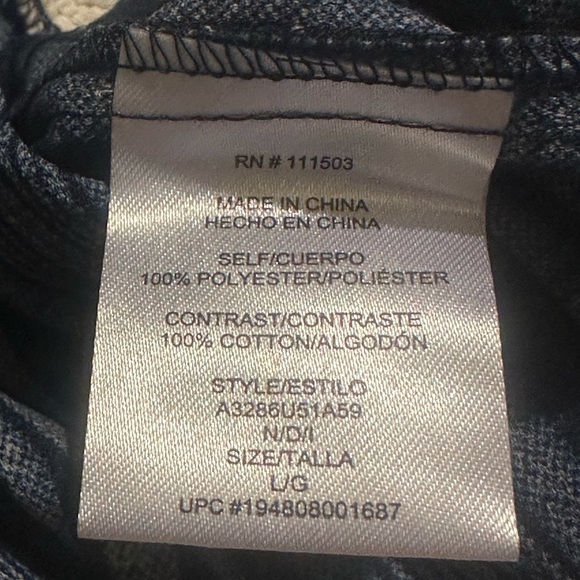 RN # 111503
MADE IN CHINA
HECHO EN CHINA
SELF/CUERPO
100% POLYESTER/POLIÉSTER
CONTRAST/CONTRASTE
100% COTTON/ALGODÓN
STYLE/ESTILO
A3286U51A59
N/D/I
SIZE/TALLA
L/G
UPC #194808001687